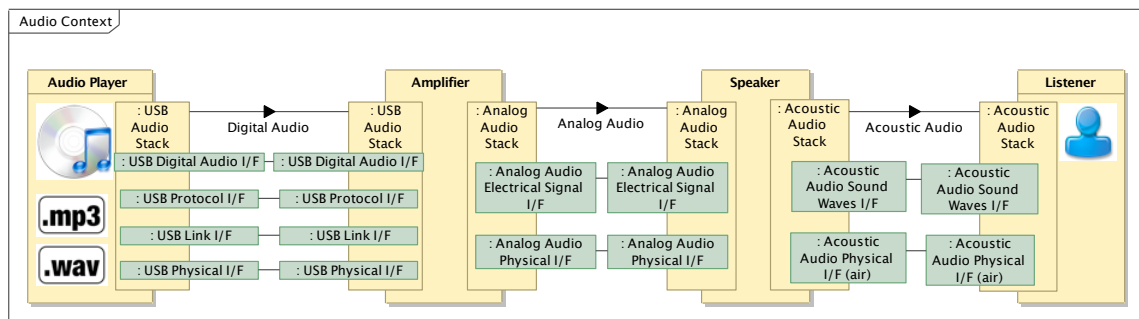 Audio Context
Audio Player
: USB
Audio
Stack
Digital Audio
: USB
Audio
Stack
: USB Digital Audio I/F
: USB Digital Audio I/F
: USB Protocol I/F
: USB Protocol I/F
: USB Link I/F
: USB Link I/F
: USB Physical I/F
: USB Physical I/F
.mp3
.wav
Amplifier
: Analog
Audio
Stack
Analog Audio
: Analog
Audio
Stack
: Analog Audio
Electrical Signal
I/F
: Analog Audio
Electrical Signal
I/F
: Analog Audio
Physical I/F
: Analog Audio
Physical I/F
Speaker
: Acoustic
Audio
Stack
Acoustic Audio
: Acoustic
Audio
Stack
: Acoustic
Audio Sound
Waves I/F
: Acoustic
Audio Sound
Waves I/F
: Acoustic
Audio Physical
I/F (air)
: Acoustic
Audio Physical
I/F (air)
Listener